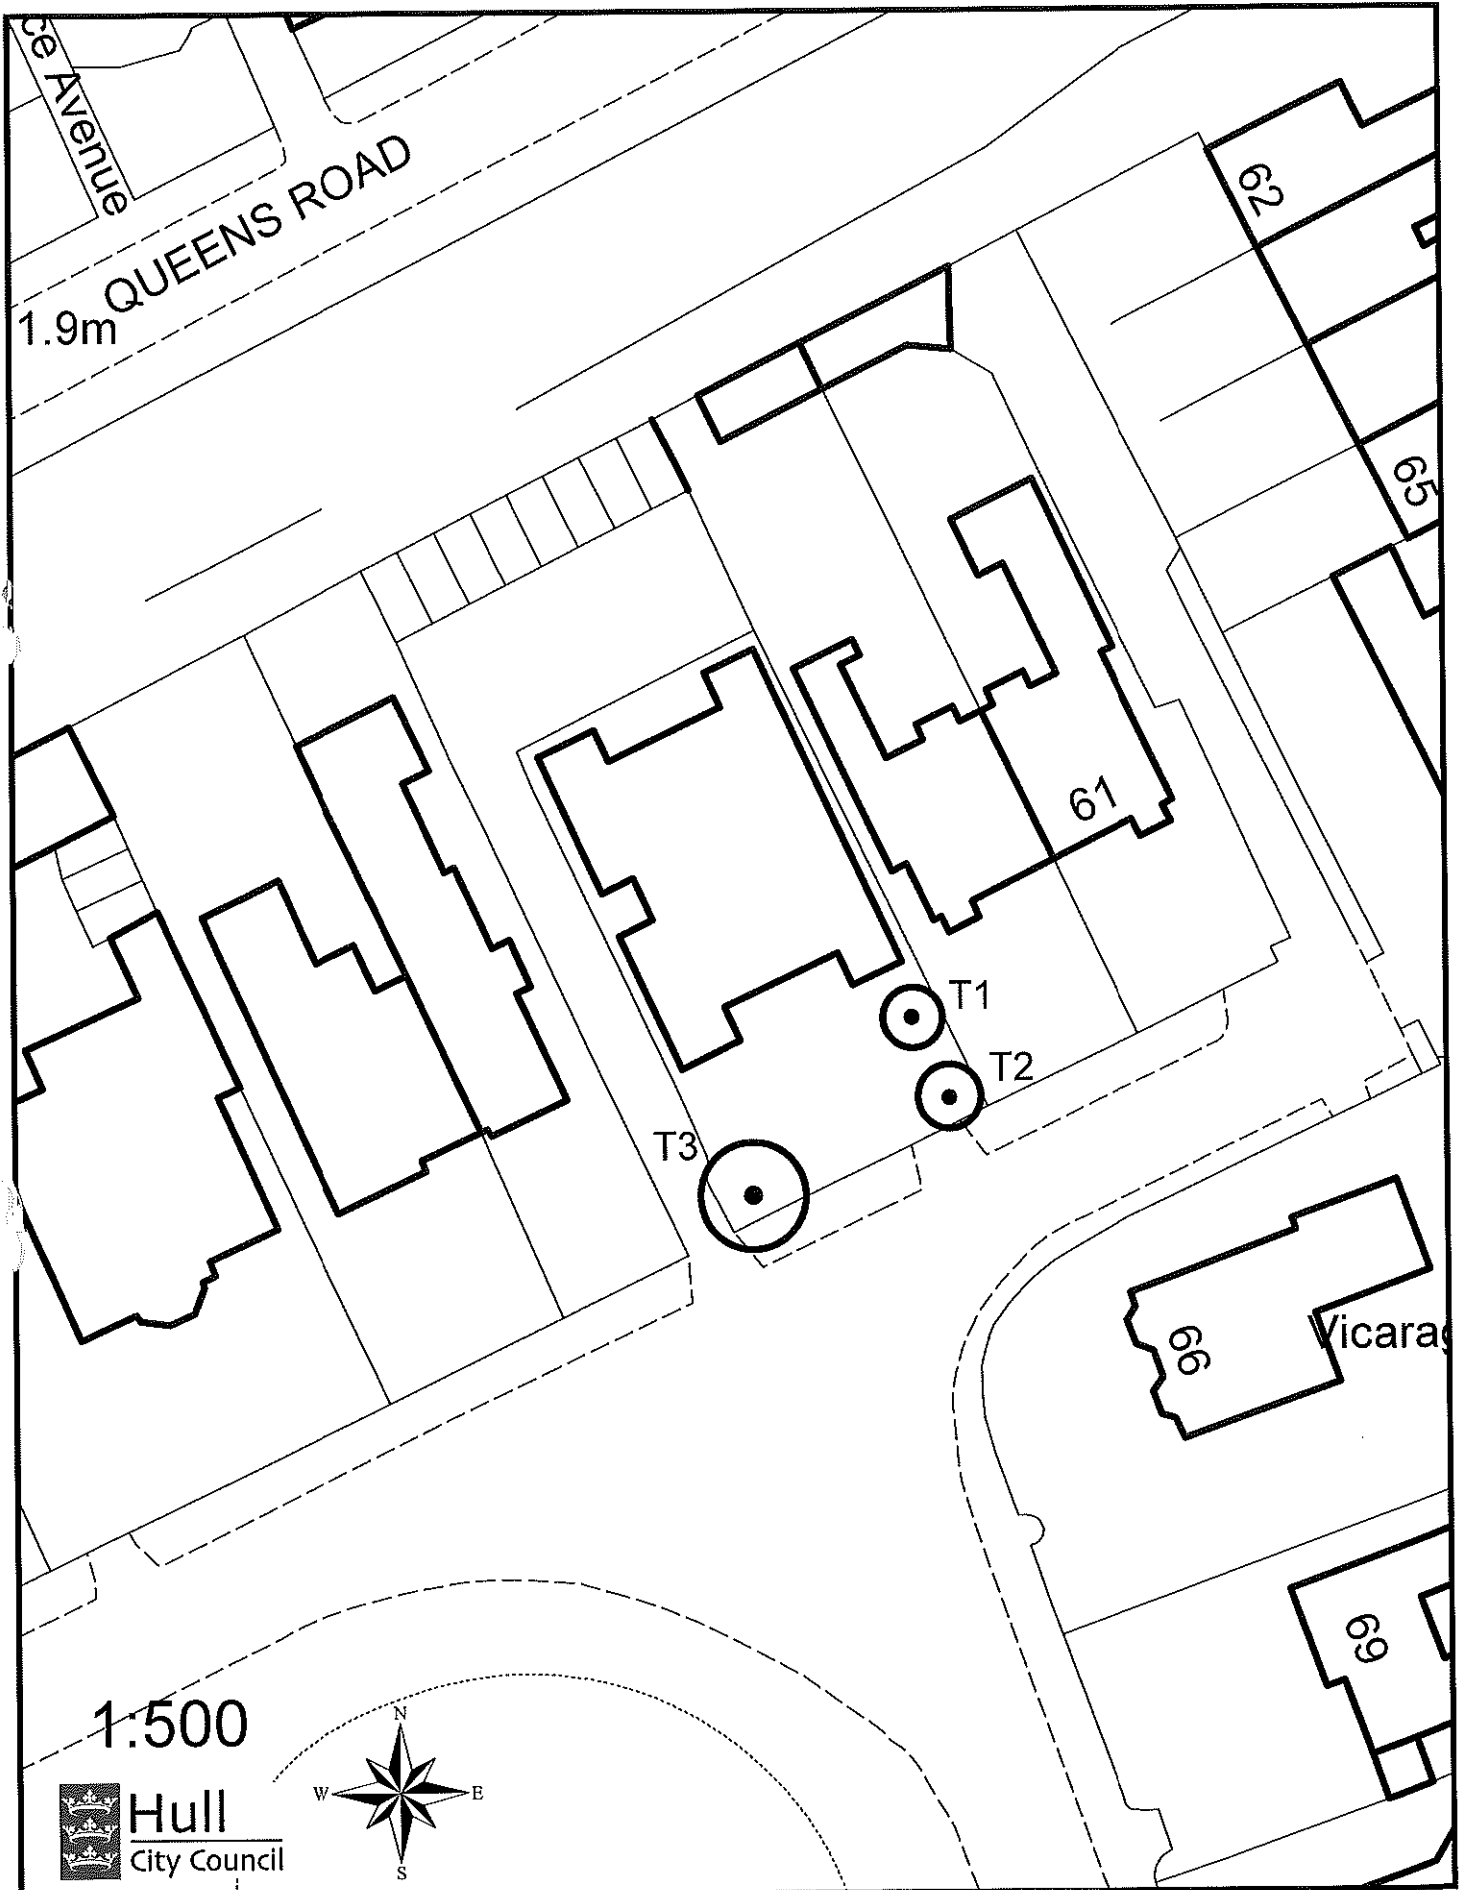 ce Avenue
QUEENS ROAD
1.9m
62
65
61
T1
T2
T3
66
Vicarag
69
1:500
N
W
E
S
Hull
City Council